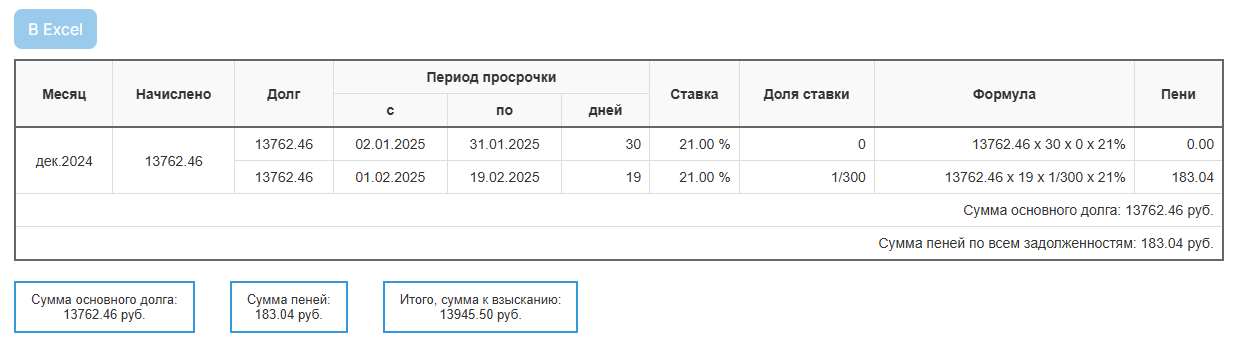 В Excel
Месяц Начислено Долг Период просрочки Ставка Доля ставки Формула Пени
с по дней
дек.2024 13762.46 13762.46 02.01.2025 31.01.2025 30 21.00 % 0 13762.46 x 30 x 0 x 21% 0.00
13762.46 01.02.2025 19.02.2025 19 21.00 % 1/300 13762.46 x 19 x 1/300 x 21% 183.04
Сумма основного долга: 13762.46 руб.
Сумма пеней по всем задолженностям: 183.04 руб.
Сумма основного долга:
13762.46 руб.
Сумма пеней:
183.04 руб.
Итого, сумма к взысканию:
13945.50 руб.